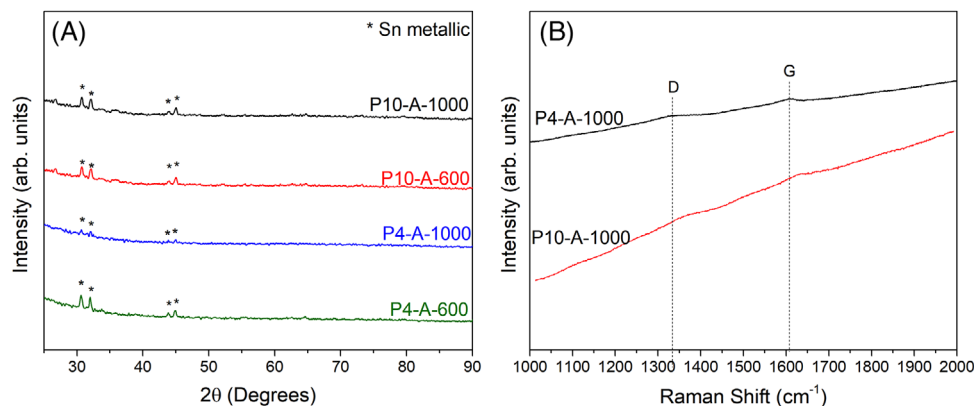 (A)
* Sn metallic
* * * *
P10-A-1000
* * * *
P10-A-600
* * * *
P4-A-1000
* * * *
P4-A-600
Intensity (arb. units)
30 40 50 60 70 80 90
2θ (Degrees)
(B)
D G
P4-A-1000
P10-A-1000
Intensity (arb. units)
1000 1100 1200 1300 1400 1500 1600 1700 1800 1900 2000
Raman Shift (cm⁻¹)